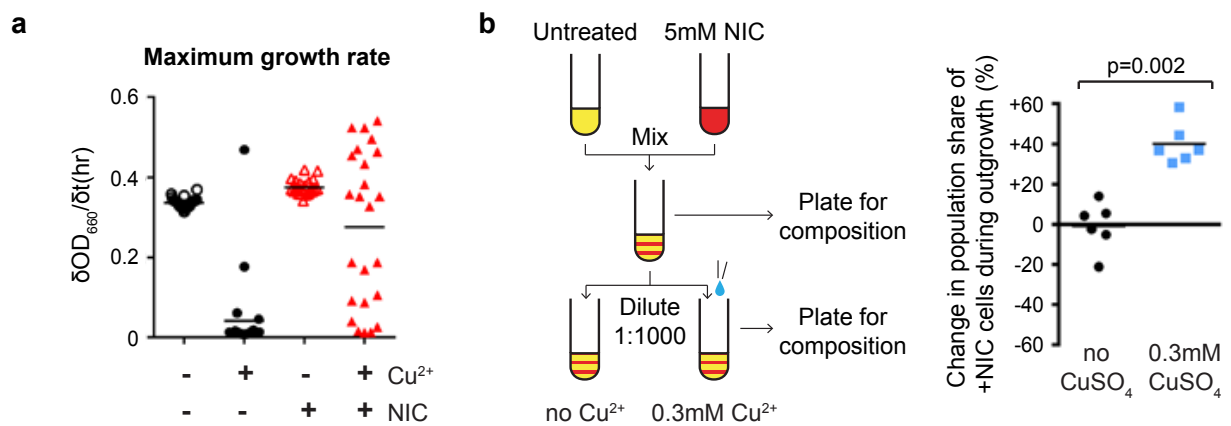 a
Maximum growth rate
δOD₆₆₀/δt(hr)
0.6
0.4
0.2
0
- + - + Cu²⁺
- - + + NIC
b
Untreated
5mM NIC
Mix
Plate for
composition
Dilute
1:1000
Plate for
composition
no Cu²⁺
0.3mM Cu²⁺
Change in population share of
+NIC cells during outgrowth (%)
p=0.002
+60
+40
+20
0
-20
-40
-60
no
CuSO₄
0.3mM
CuSO₄